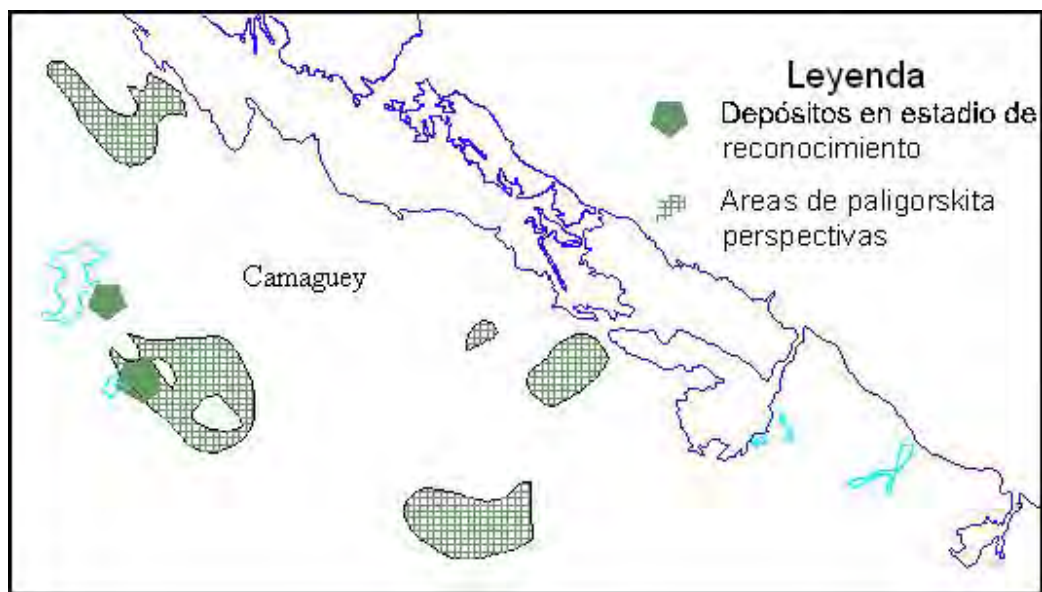 Leyenda
Depósitos en estadio de
reconocimiento
Areas de paligorskita
perspectivas
Camaguey